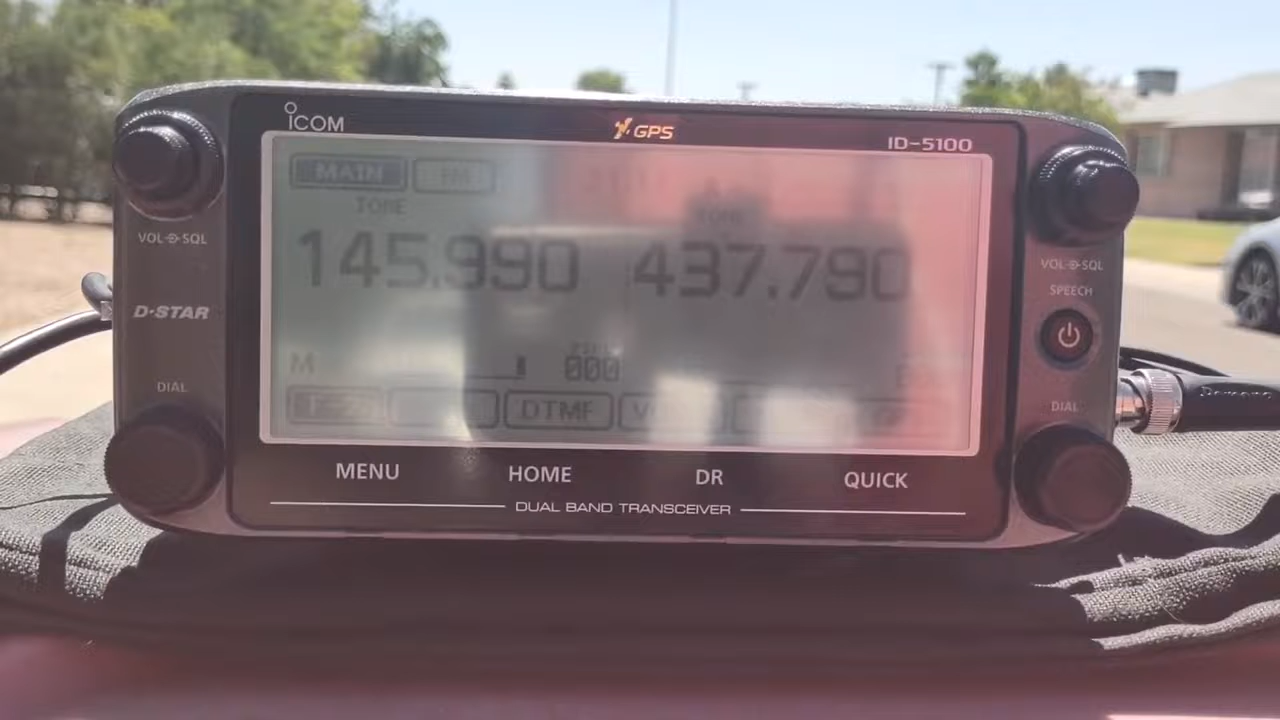 ICOM
GPS
ID-5100
MAIN FM
TONE
145.990 437.790
M
000
DTMF
VOL SQL
VOL SQL
SPEECH
D-STAR
DIAL
DIAL
MENU HOME DR QUICK
DUAL BAND TRANSCEIVER